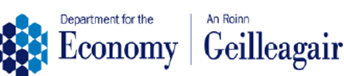 Department for the
Economy
An Roinn
Geilleagair